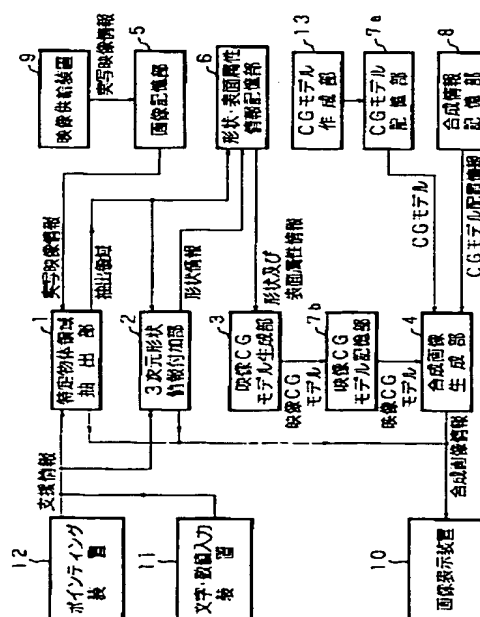 9
映像供給装置
実写映像情報
5
画像記憶部
6
形状・表面属性
情報記憶部
13
CGモデル
作成部
7a
CGモデル
記憶部
8
合成情報
記憶部
実写映像情報
抽出領域
形状情報
形状及び
表面属性情報
CGモデル
CGモデル配置情報
1
特定物体領域
抽出部
2
3次元形状
情報付加部
3
映像CG
モデル生成部
映像CG
モデル
7b
映像CG
モデル記憶部
映像CG
モデル
4
合成画像
生成部
支援情報
合成画像情報
12
ポインティング
装置
11
文字・数値入力
装置
10
画像表示装置